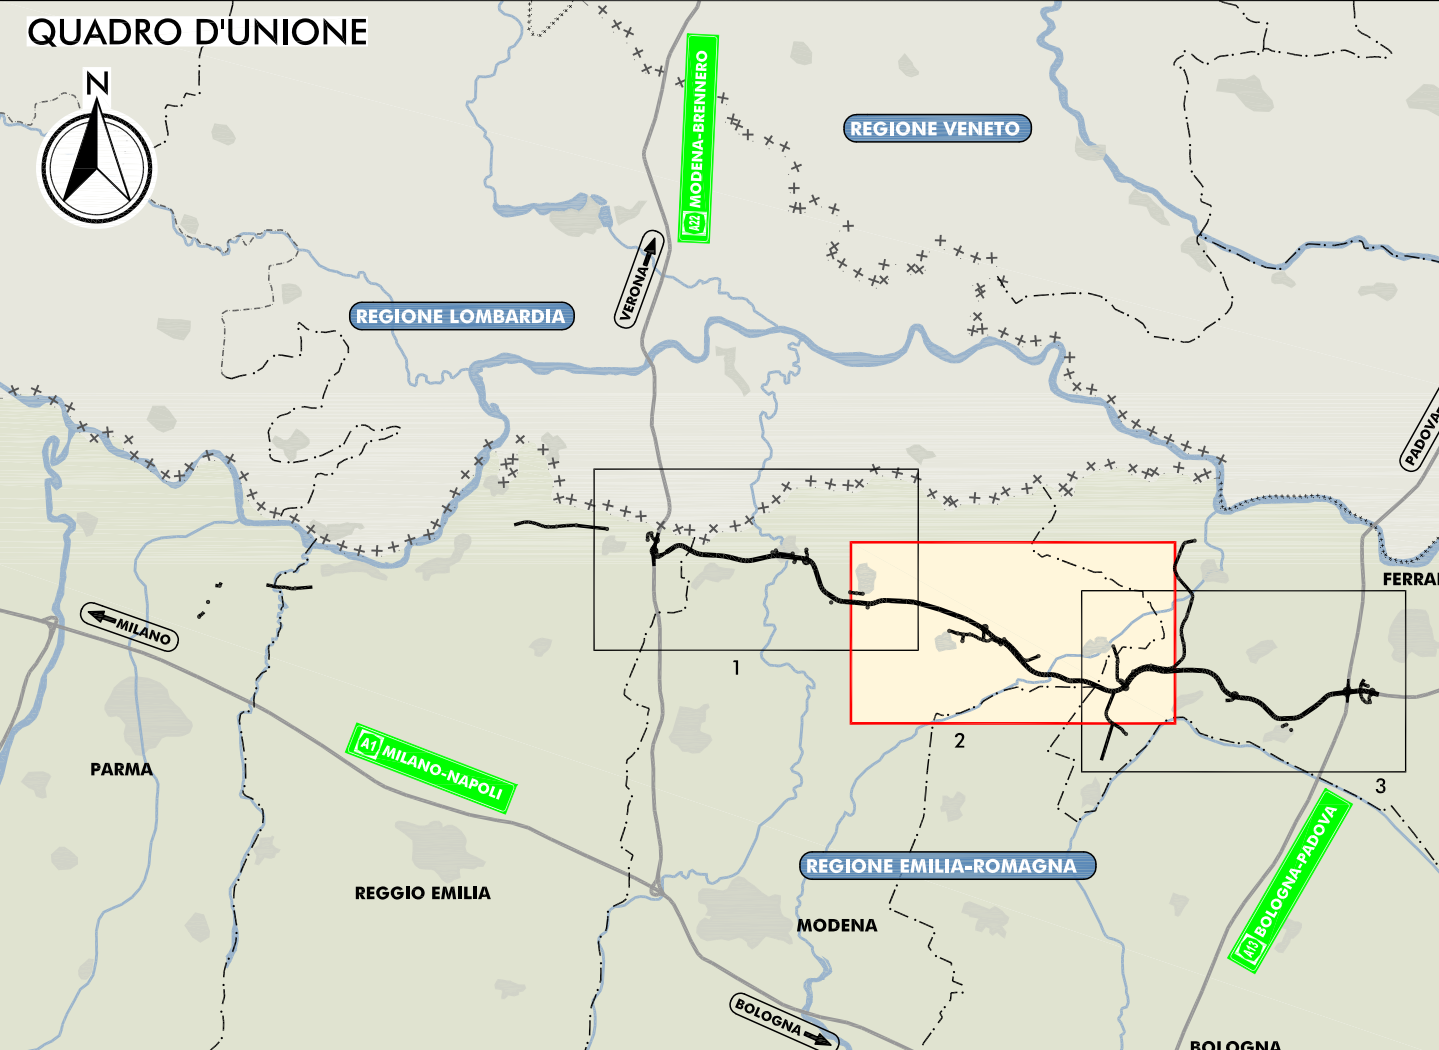 QUADRO D'UNIONE
N
A22 MODENA-BRENNERO
REGIONE VENETO
VERONA
REGIONE LOMBARDIA
PADOVA
FERRA
MILANO
1
2
3
PARMA
A1 MILANO-NAPOLI
REGIONE EMILIA-ROMAGNA
REGGIO EMILIA
MODENA
A13 BOLOGNA-PADOVA
BOLOGNA
BOLOGNA